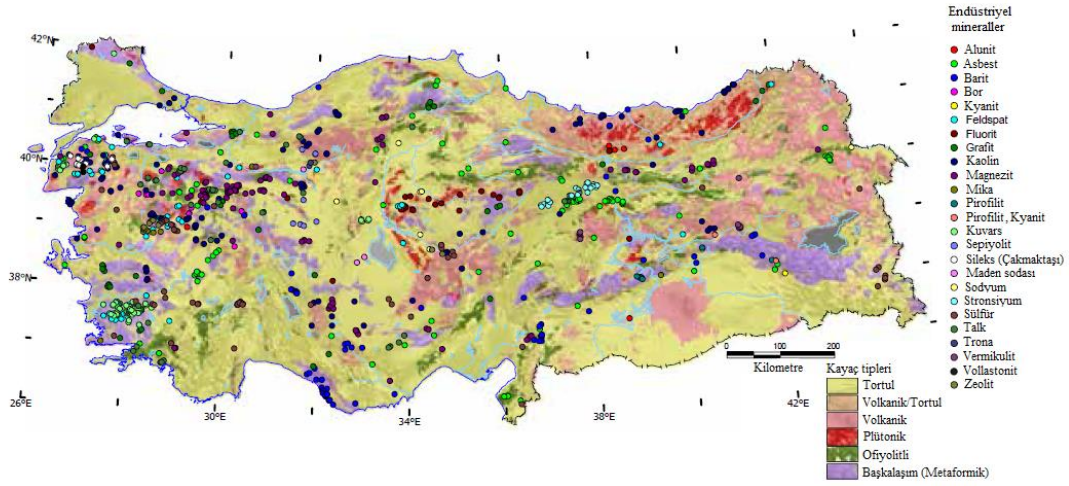 42°N
40°N
38°N
26°E
30°E
34°E
38°E
42°E
Endüstriyel
mineraller
Alunit
Asbest
Barit
Bor
Kyanit
Feldspat
Fluorit
Grafit
Kaolin
Magnezit
Mika
Pirofilit
Pirofilit, Kyanit
Kuvars
Sepiyolit
Sileks (Çakmaktaşı)
Maden sodası
Sodyum
Stronsiyum
Sülfür
Talk
Trona
Vermikulit
Vollastonit
Zeolit
0 100 200
Kilometre
Kayaç tipleri
Tortul
Volkanik/Tortul
Volkanik
Plütonik
Ofiyolitli
Başkalaşım (Metaformik)